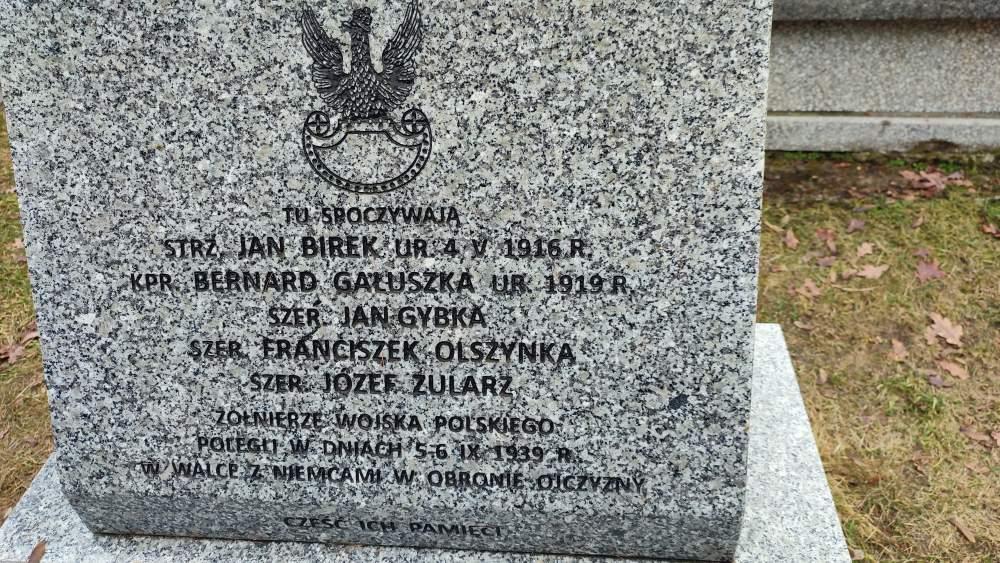 TU SPOCZYWAJĄ
STRZ. JAN BIREK UR. 4. V. 1916 R.
KPR. BERNARD GAŁUSZKA UR. 1919 R.
SZER. JAN GYBKA
SZER. FRANCISZEK OLSZYNKA
SZER. JÓZEF ZULARZ
ŻOŁNIERZE WOJSKA POLSKIEGO
POLEGLI W DNIACH 5-6 IX 1939 R.
W WALCE Z NIEMCAMI W OBRONIE OJCZYZNY
CZEŚĆ ICH PAMIĘCI